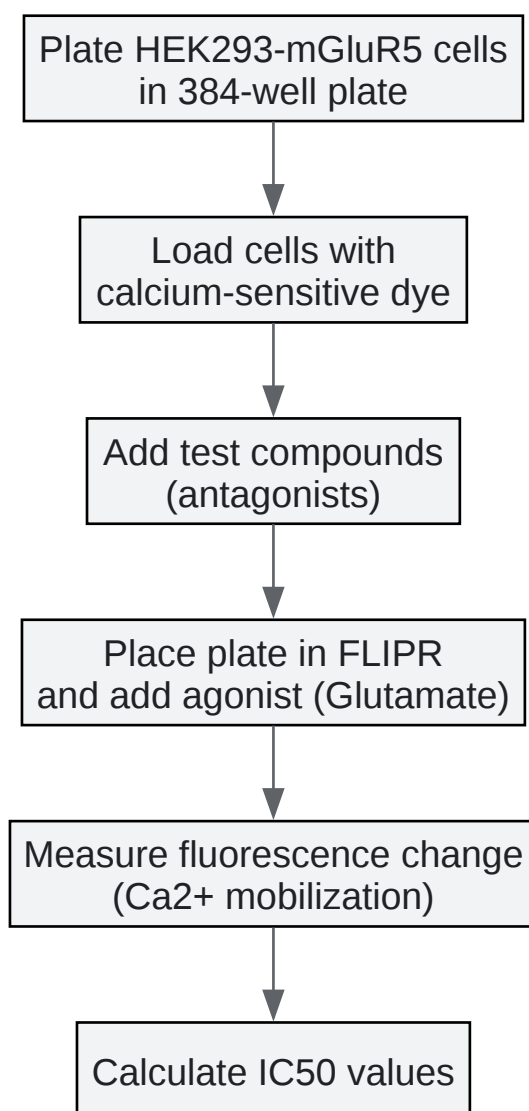 Plate HEK293-mGluR5 cells
in 384-well plate
Load cells with
calcium-sensitive dye
Add test compounds
(antagonists)
Place plate in FLIPR
and add agonist (Glutamate)
Measure fluorescence change
(Ca2+ mobilization)
Calculate IC50 values